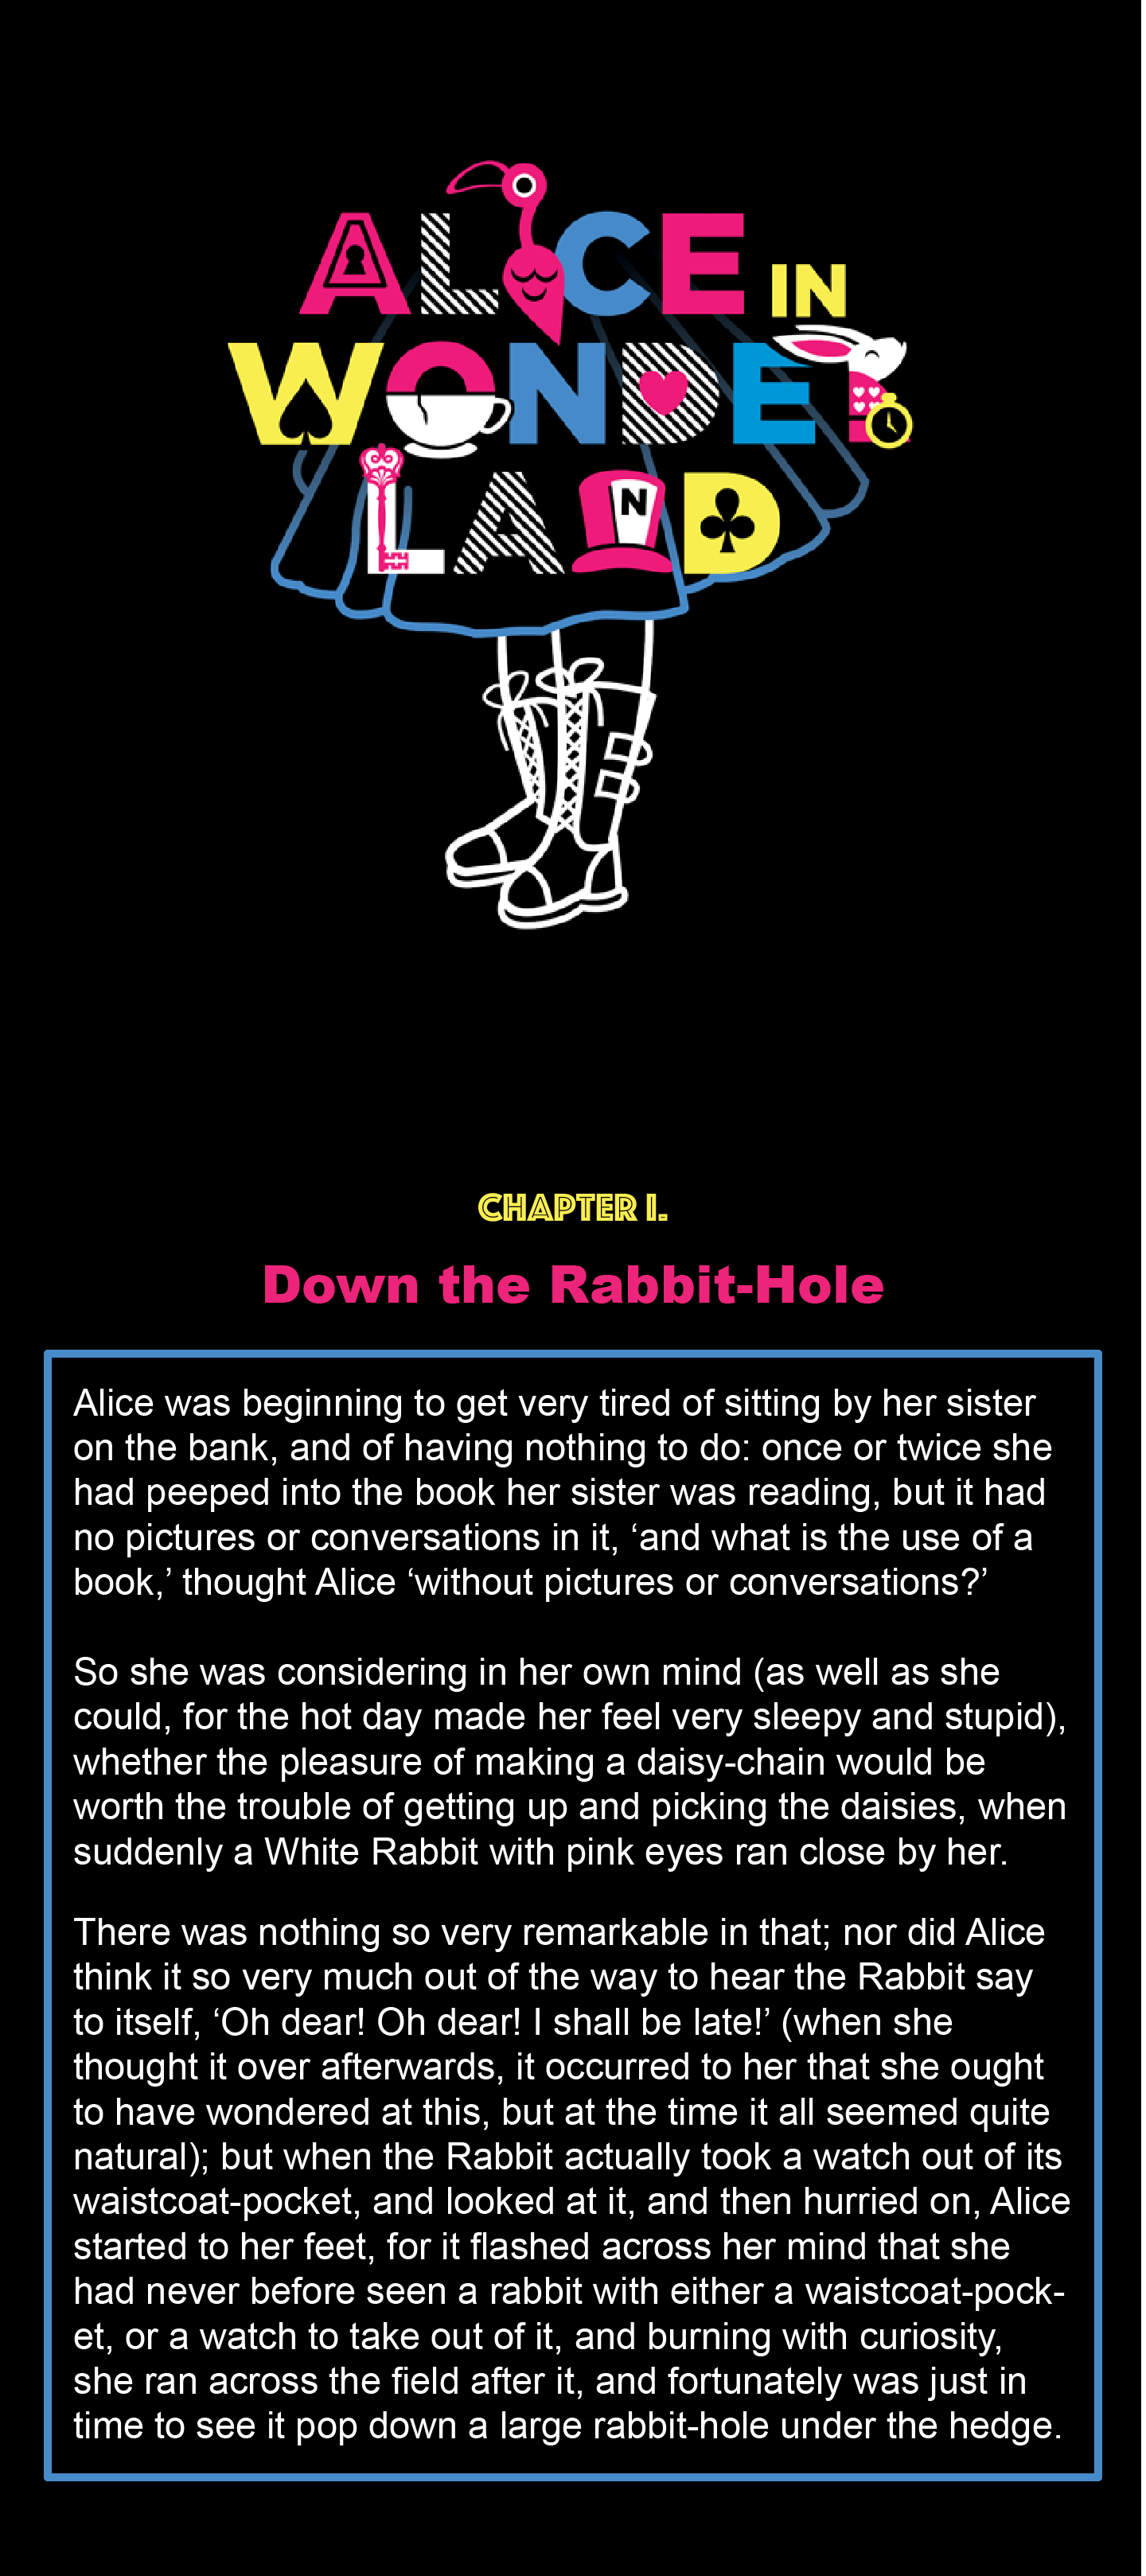 ALICE IN
WONDER
LAND
CHAPTER I.
Down the Rabbit-Hole
Alice was beginning to get very tired of sitting by her sister
on the bank, and of having nothing to do: once or twice she
had peeped into the book her sister was reading, but it had
no pictures or conversations in it, ‘and what is the use of a
book,’ thought Alice ‘without pictures or conversations?’
So she was considering in her own mind (as well as she
could, for the hot day made her feel very sleepy and stupid),
whether the pleasure of making a daisy-chain would be
worth the trouble of getting up and picking the daisies, when
suddenly a White Rabbit with pink eyes ran close by her.
There was nothing so very remarkable in that; nor did Alice
think it so very much out of the way to hear the Rabbit say
to itself, ‘Oh dear! Oh dear! I shall be late!’ (when she
thought it over afterwards, it occurred to her that she ought
to have wondered at this, but at the time it all seemed quite
natural); but when the Rabbit actually took a watch out of its
waistcoat-pocket, and looked at it, and then hurried on, Alice
started to her feet, for it flashed across her mind that she
had never before seen a rabbit with either a waistcoat-pock-
et, or a watch to take out of it, and burning with curiosity,
she ran across the field after it, and fortunately was just in
time to see it pop down a large rabbit-hole under the hedge.